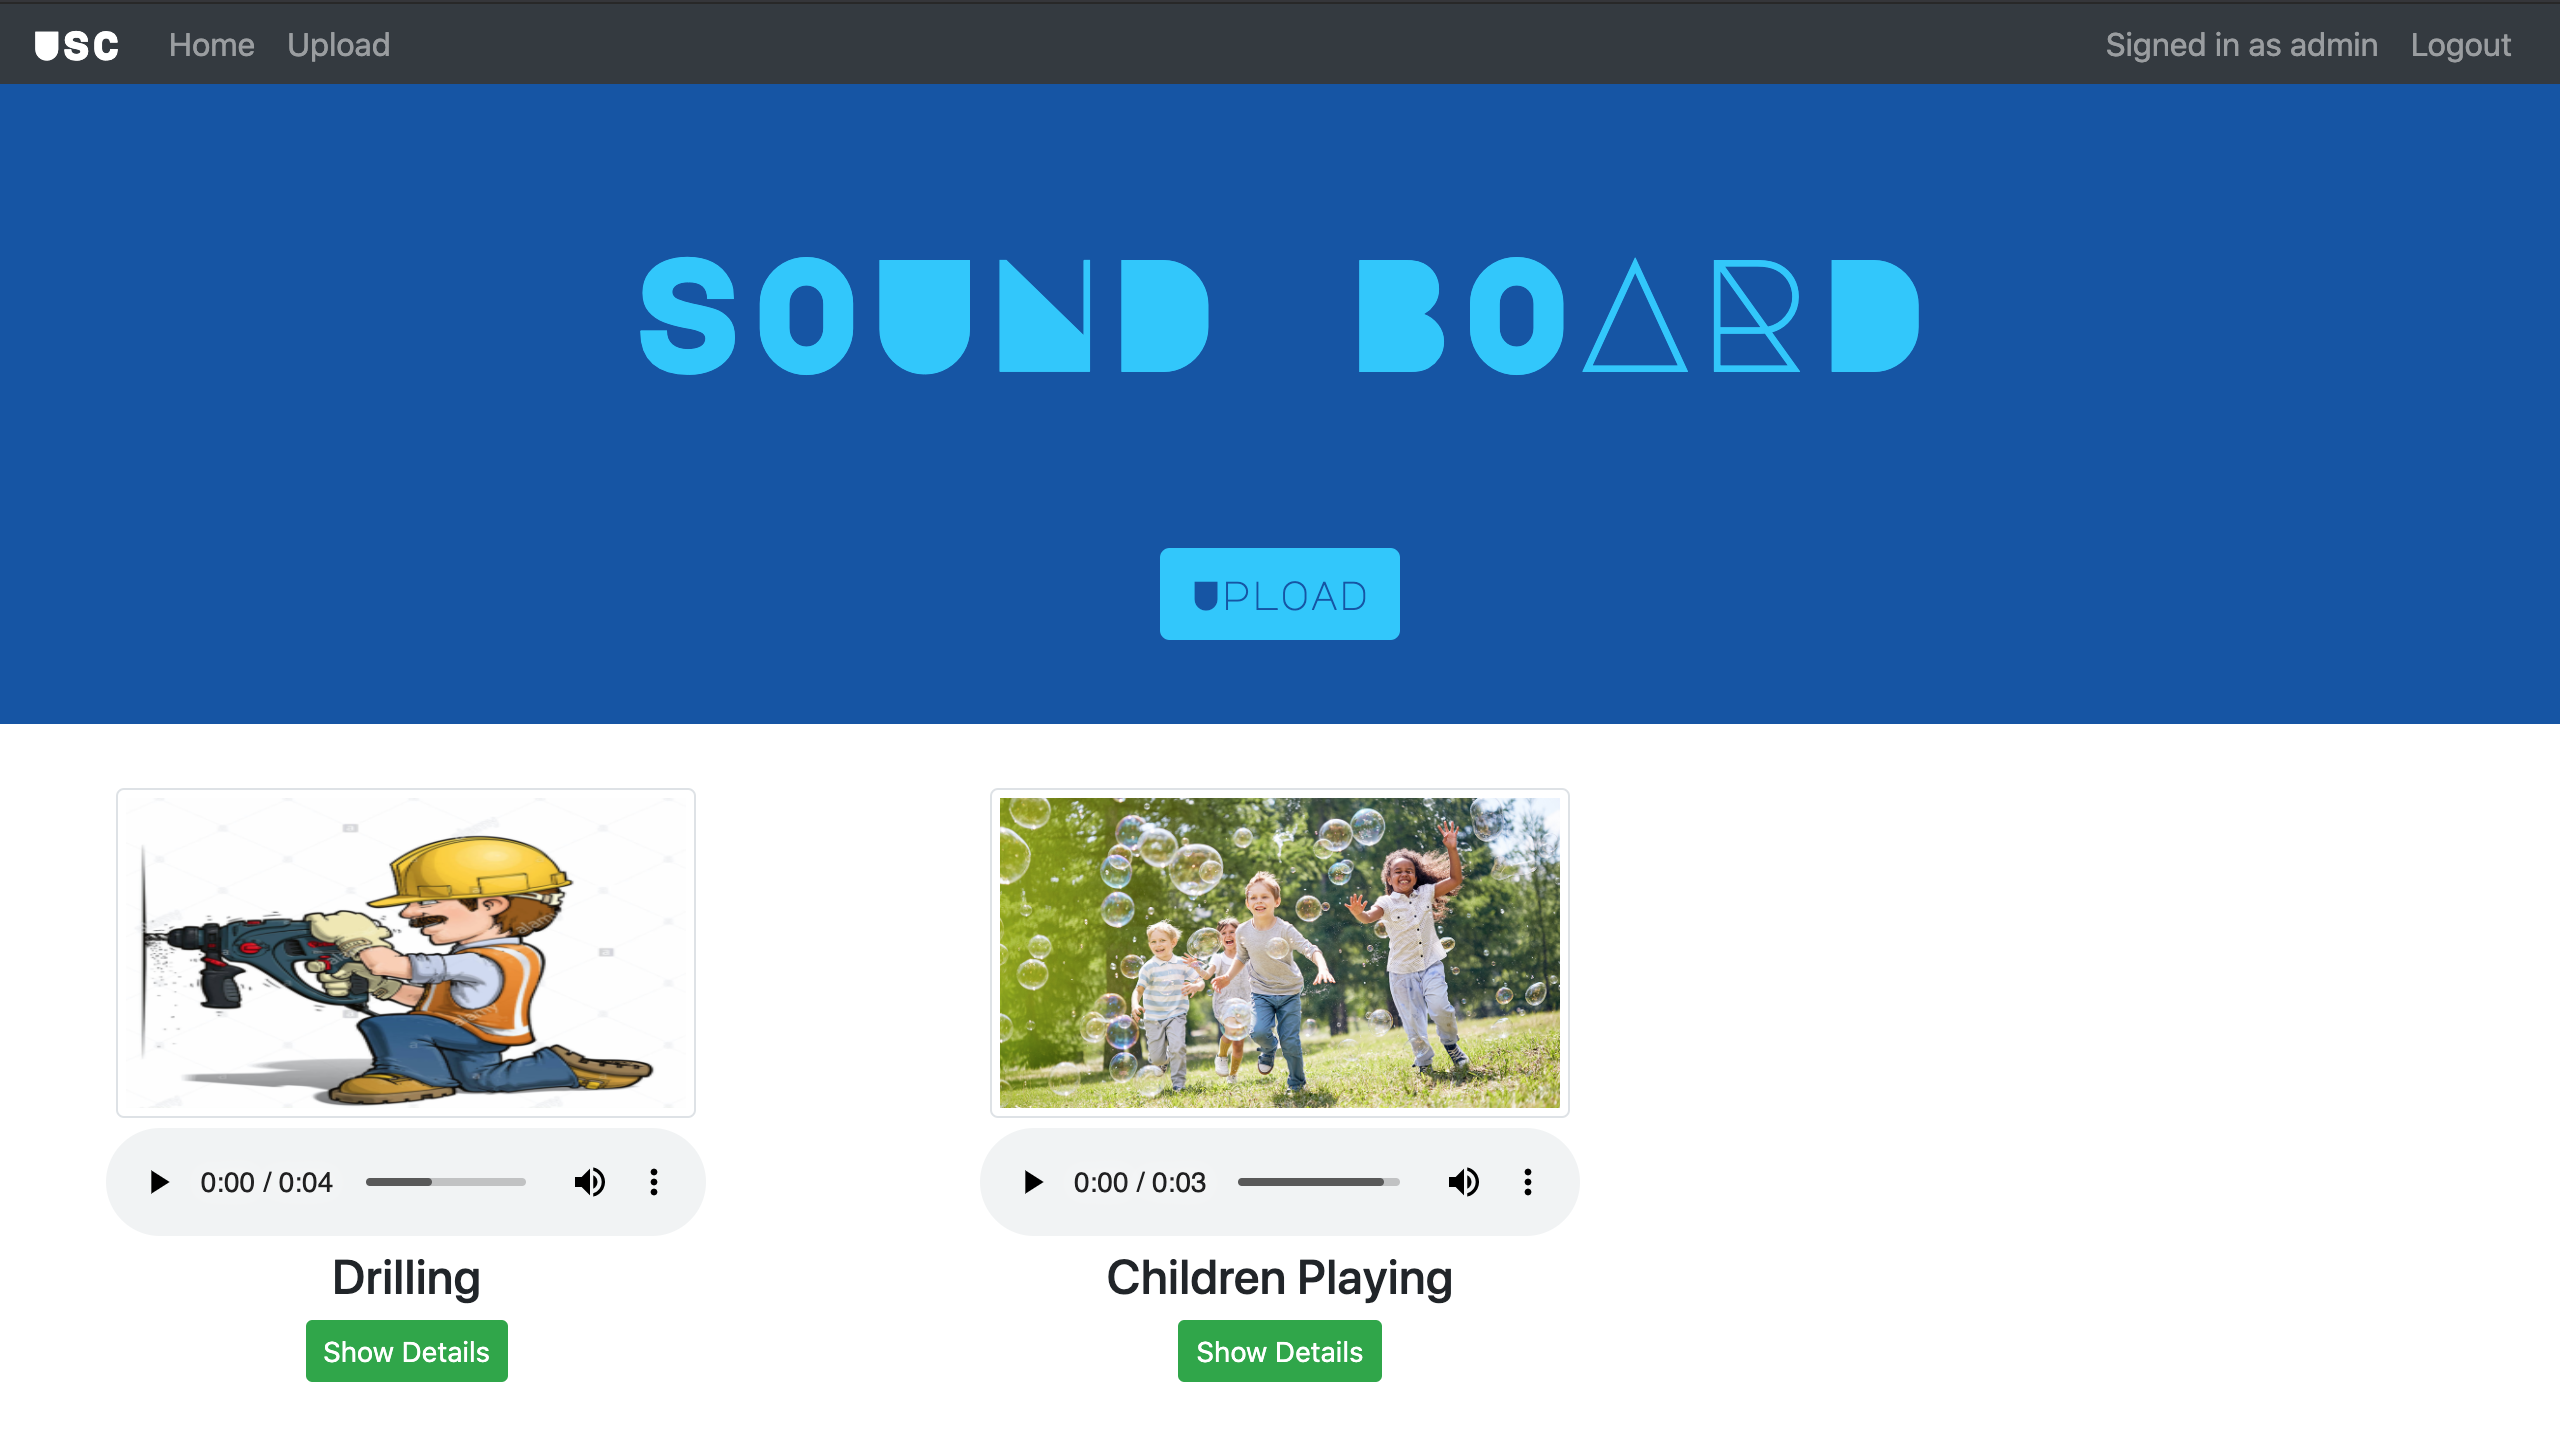 USC Home Upload Signed in as admin Logout
SOUND BOARD
UPLOAD
0:00 / 0:04
0:00 / 0:03
Drilling
Children Playing
Show Details
Show Details